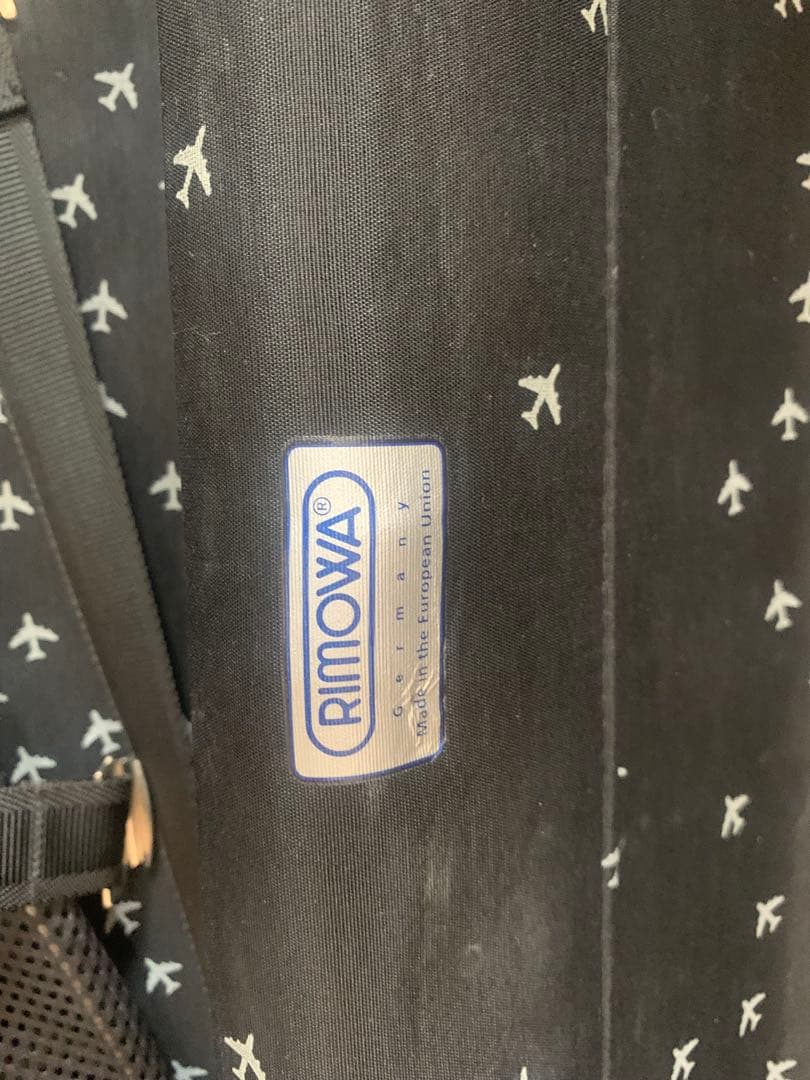 RIMOWA®
Germany
Made in the European Union